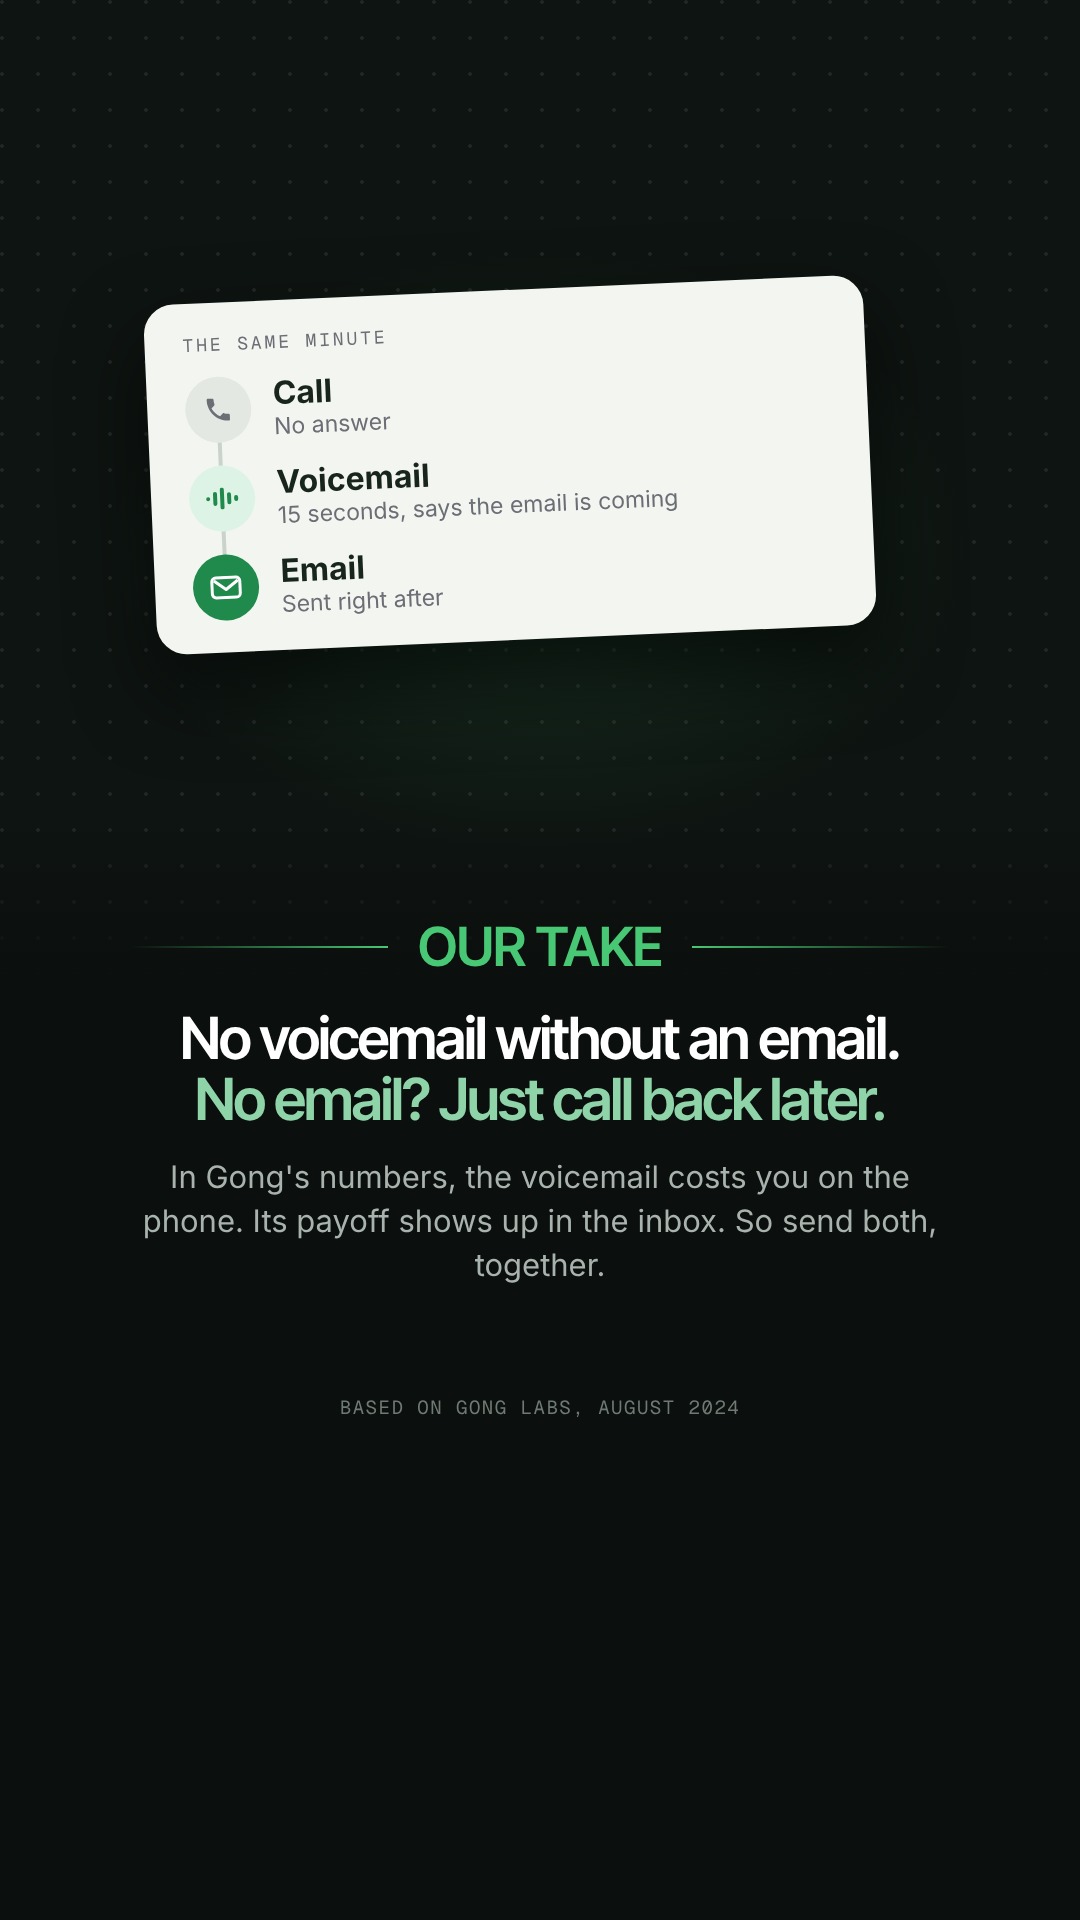 THE SAME MINUTE
Call
No answer
Voicemail
15 seconds, says the email is coming
Email
Sent right after
OUR TAKE
No voicemail without an email.
No email? Just call back later.
In Gong's numbers, the voicemail costs you on the
phone. Its payoff shows up in the inbox. So send both,
together.
BASED ON GONG LABS, AUGUST 2024